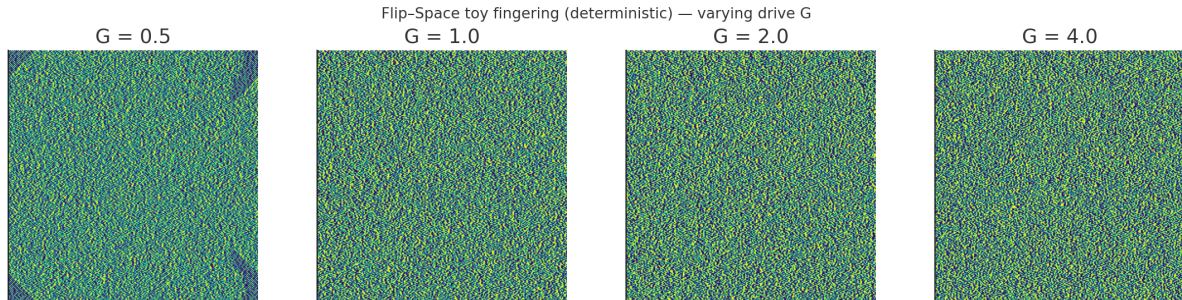 Flip–Space toy fingering (deterministic) — varying drive G
G = 0.5
G = 1.0
G = 2.0
G = 4.0